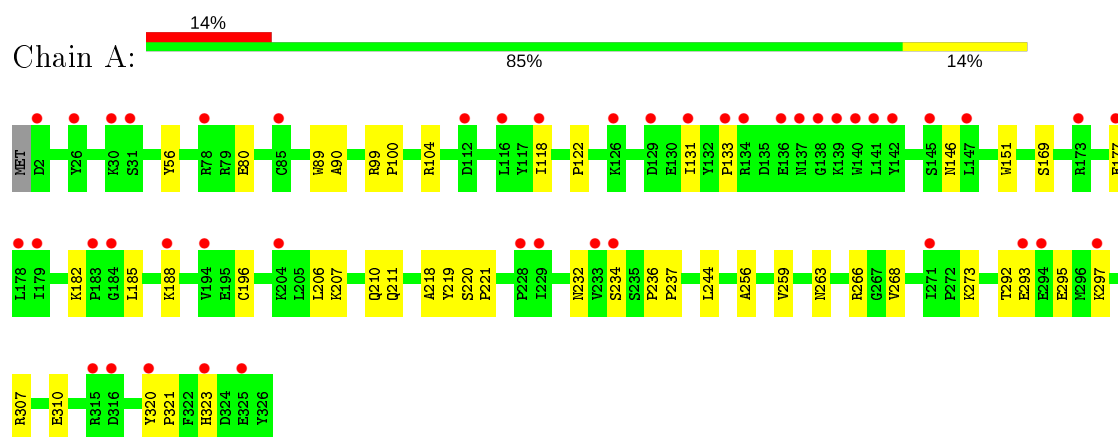 14%
Chain A:
85% 14%
MET D2 Y26 K30 S31 Y56 R78 R79 E80 C85 W89 A90 R99 P100 R104 D112 L116 Y117 I118 P122 K126 D129 E130 I131 Y132 P133 R134 D135 E136 N137 G138 K139 W140 L141 Y142 S145 N146 L147 W151 S169 R173 E177
L178 I179 K182 P183 G184 L185 K188 V194 E195 C196 K204 L205 L206 K207 Q210 Q211 A218 Y219 S220 P221 P228 I229 N232 V233 S234 S235 P236 P237 L244 A256 V259 N263 R266 G267 V268 I271 P272 K273 T292 E293 E294 E295 M296 K297
R307 E310 R315 D316 Y320 P321 F322 H323 D324 E325 Y326